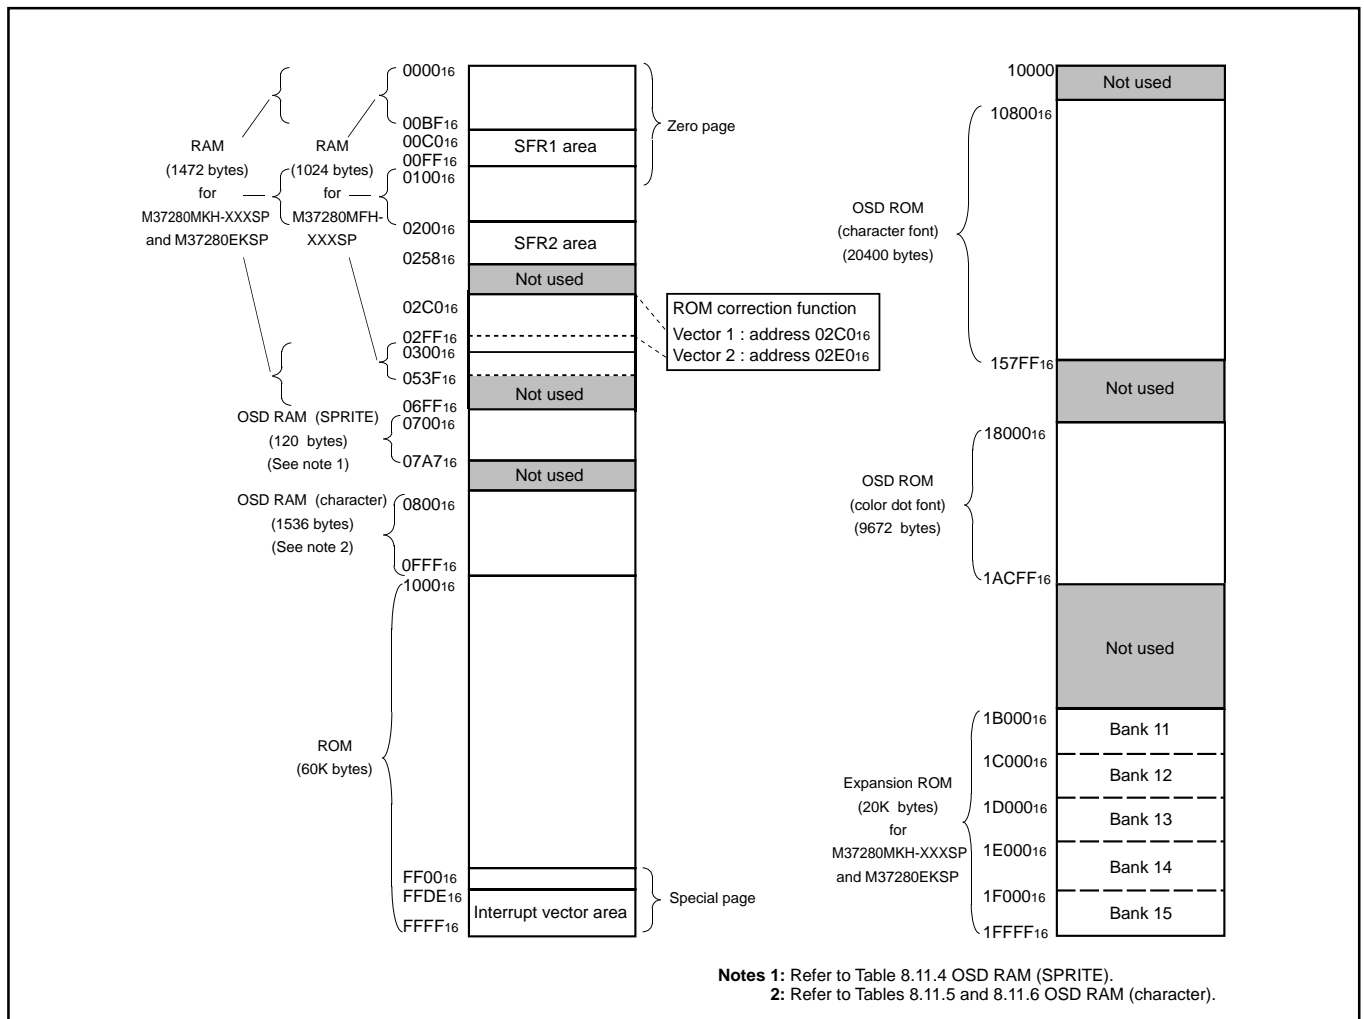 0000₁₆
00BF₁₆
00C0₁₆
00FF₁₆
0100₁₆
0200₁₆
0258₁₆
02C0₁₆
02FF₁₆
0300₁₆
053F₁₆
06FF₁₆
0700₁₆
07A7₁₆
0800₁₆
0FFF₁₆
1000₁₆
FF00₁₆
FFDE₁₆
FFFF₁₆
RAM
(1472 bytes)
for
M37280MKH-XXXSP
and M37280EKSP
RAM
(1024 bytes)
for
M37280MFH-
XXXSP
OSD RAM (SPRITE)
(120 bytes)
(See note 1)
OSD RAM (character)
(1536 bytes)
(See note 2)
ROM
(60K bytes)
SFR1 area
SFR2 area
Not used
Not used
Not used
Interrupt vector area
Zero page
ROM correction function
Vector 1 : address 02C0₁₆
Vector 2 : address 02E0₁₆
Special page
10000
10800₁₆
157FF₁₆
18000₁₆
1ACFF₁₆
1B000₁₆
1C000₁₆
1D000₁₆
1E000₁₆
1F000₁₆
1FFFF₁₆
OSD ROM
(character font)
(20400 bytes)
OSD ROM
(color dot font)
(9672 bytes)
Expansion ROM
(20K bytes)
for
M37280MKH-XXXSP
and M37280EKSP
Not used
Not used
Not used
Bank 11
Bank 12
Bank 13
Bank 14
Bank 15
Notes 1: Refer to Table 8.11.4 OSD RAM (SPRITE).
2: Refer to Tables 8.11.5 and 8.11.6 OSD RAM (character).